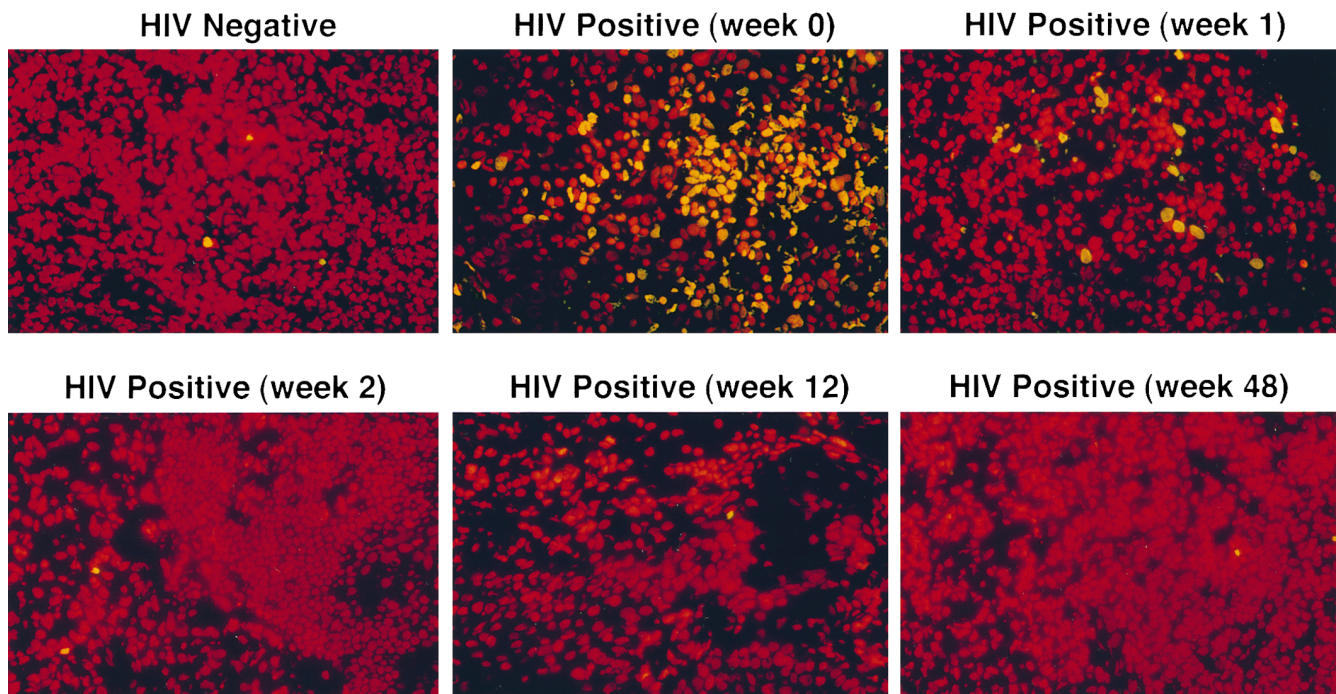 HIV Negative
HIV Positive (week 0)
HIV Positive (week 1)
HIV Positive (week 2)
HIV Positive (week 12)
HIV Positive (week 48)